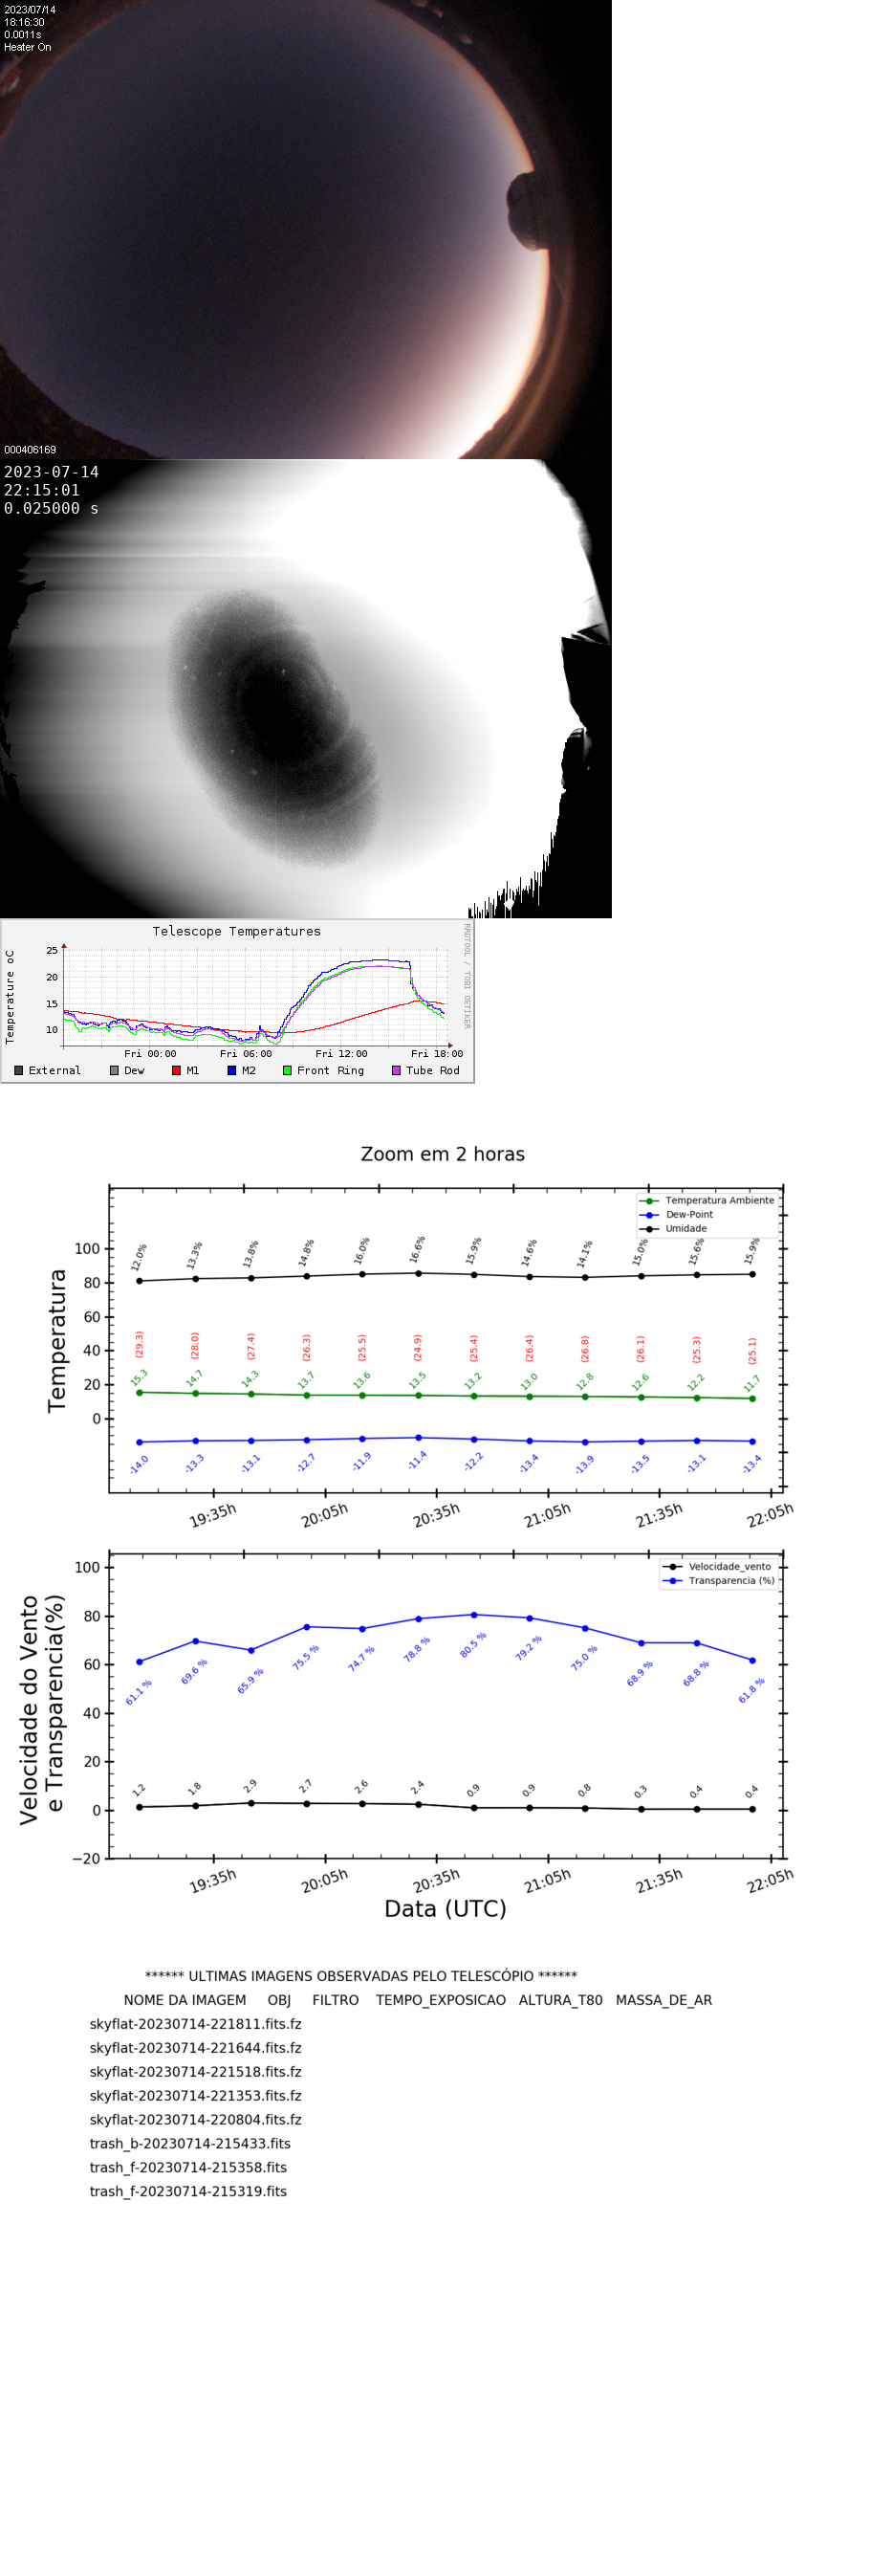 2023/07/14
18:16:30
0.0011s
Heater On
000406169
2023-07-14
22:15:01
0.025000 s
Telescope Temperatures
RRDTOOL / TOBI OETIKER
Temperature oC
25
20
15
10
Fri 00:00 Fri 06:00 Fri 12:00 Fri 18:00
External Dew M1 M2 Front Ring Tube Rod
Zoom em 2 horas
Temperatura
Temperatura Ambiente
Dew-Point
Umidade
100
80
60
40
20
0
12.0% 13.3% 13.8% 14.8% 16.0% 16.6% 15.9% 14.6% 14.1% 15.0% 15.6% 15.9%
(29.3) (28.0) (27.4) (26.3) (25.5) (24.9) (25.4) (26.4) (26.8) (26.1) (25.3) (25.1)
15.3 14.7 14.3 13.7 13.6 13.5 13.2 13.0 12.8 12.6 12.2 11.7
-14.0 -13.3 -13.1 -12.7 -11.9 -11.4 -12.2 -13.4 -13.9 -13.5 -13.1 -13.4
19:35h 20:05h 20:35h 21:05h 21:35h 22:05h
Velocidade do Vento
e Transparencia(%)
Velocidade_vento
Transparencia (%)
100
80
60
40
20
0
−20
61.1 % 69.6 % 65.9 % 75.5 % 74.7 % 78.8 % 80.5 % 79.2 % 75.0 % 68.9 % 68.8 % 61.8 %
1.2 1.8 2.9 2.7 2.6 2.4 0.9 0.9 0.8 0.3 0.4 0.4
19:35h 20:05h 20:35h 21:05h 21:35h 22:05h
Data (UTC)
****** ULTIMAS IMAGENS OBSERVADAS PELO TELESCÓPIO ******
NOME DA IMAGEM OBJ FILTRO TEMPO_EXPOSICAO ALTURA_T80 MASSA_DE_AR
skyflat-20230714-221811.fits.fz
skyflat-20230714-221644.fits.fz
skyflat-20230714-221518.fits.fz
skyflat-20230714-221353.fits.fz
skyflat-20230714-220804.fits.fz
trash_b-20230714-215433.fits
trash_f-20230714-215358.fits
trash_f-20230714-215319.fits